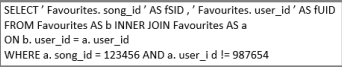 SELECT ’ Favourites. song_id ’ AS fSID , ’ Favourites. user_id ’ AS fUID
FROM Favourites AS b INNER JOIN Favourites AS a
ON b. user_id = a. user_id
WHERE a. song_id = 123456 AND a. user_i d != 987654